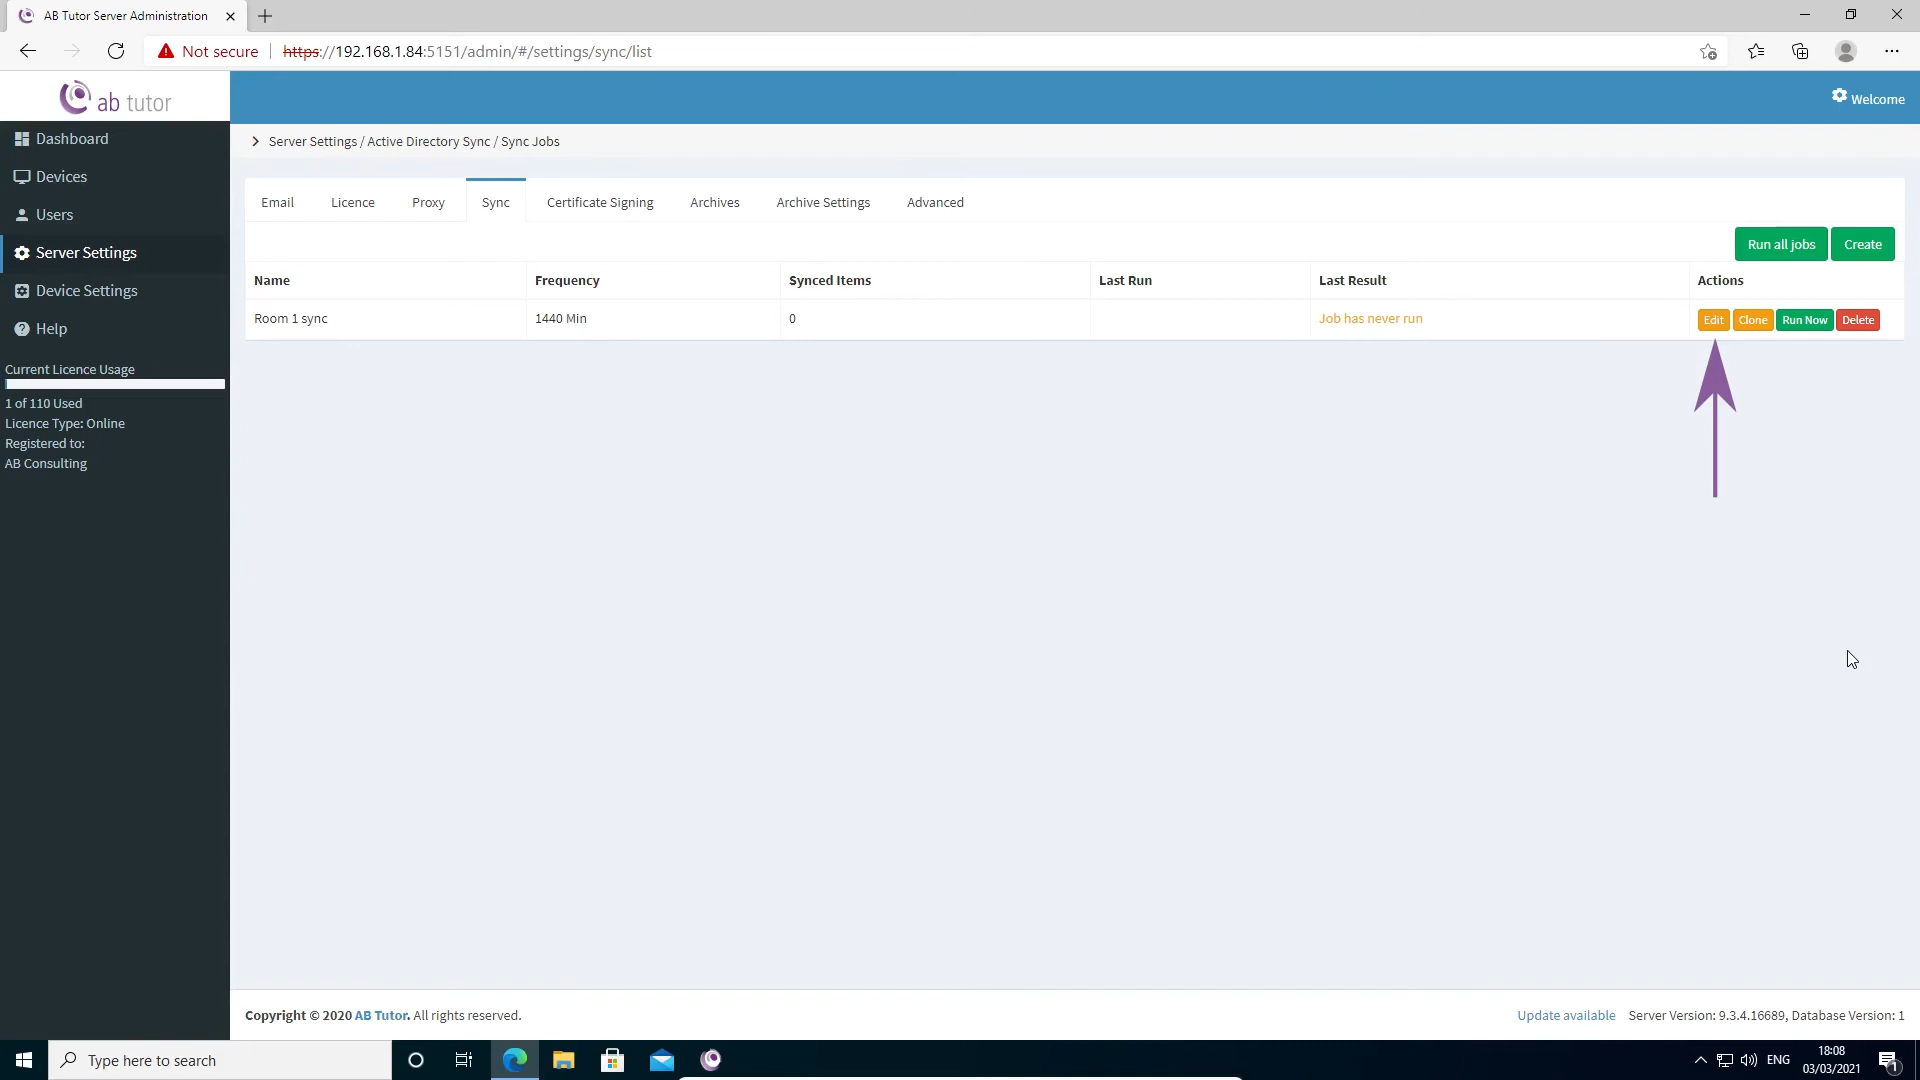 AB Tutor Server Administration
Not secure https://192.168.1.84:5151/admin/#/settings/sync/list
ab tutor
Welcome
Dashboard
Devices
Users
Server Settings
Device Settings
Help
Current Licence Usage
1 of 110 Used
Licence Type: Online
Registered to:
AB Consulting
Server Settings / Active Directory Sync / Sync Jobs
Email Licence Proxy Sync Certificate Signing Archives Archive Settings Advanced
Run all jobs Create
Name Frequency Synced Items Last Run Last Result Actions
Room 1 sync 1440 Min 0 Job has never run Edit Clone Run Now Delete
Copyright © 2020 AB Tutor. All rights reserved.
Update available Server Version: 9.3.4.16689, Database Version: 1
Type here to search
ENG
18:08
03/03/2021
1